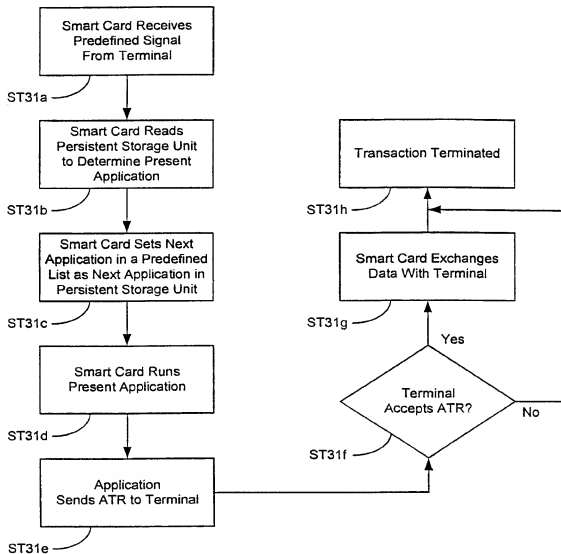 Smart Card Receives
Predefined Signal
From Terminal
ST31a
Smart Card Reads
Persistent Storage Unit
to Determine Present
Application
ST31b
Smart Card Sets Next
Application in a Predefined
List as Next Application in
Persistent Storage Unit
ST31c
Smart Card Runs
Present Application
ST31d
Application
Sends ATR to Terminal
ST31e
Transaction Terminated
ST31h
Smart Card Exchanges
Data With Terminal
ST31g
Yes
Terminal
Accepts ATR?
No
ST31f